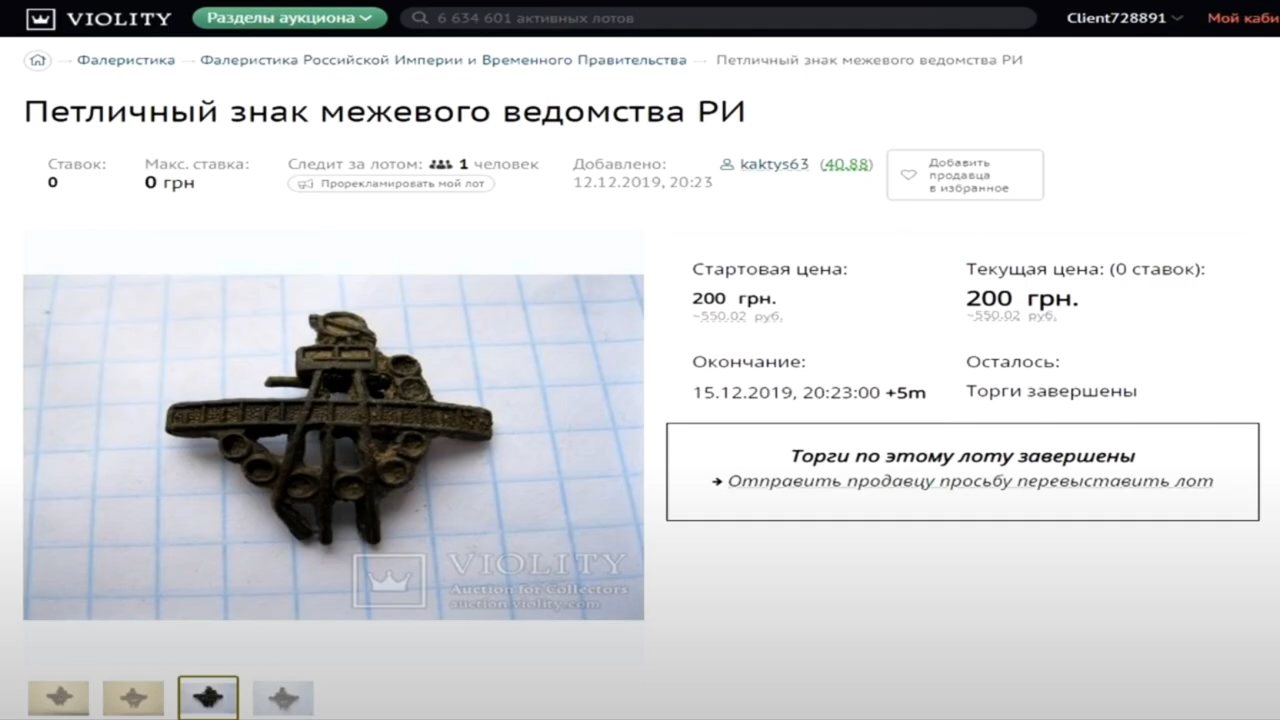 VIOLITY Разделы аукциона 6 634 601 активных лотов Client728891 Мой каби
Фалеристика Фалеристика Российской Империи и Временного Правительства Петличный знак межевого ведомства РИ
Петличный знак межевого ведомства РИ
Ставок: Макс. ставка: Следит за лотом: 1 человек Добавлено: kaktys63 (40.88) Добавить
продавца
в избранное
0 0 грн Прорекламировать мой лот 12.12.2019, 20:23
Стартовая цена: Текущая цена: (0 ставок):
200 грн. 200 грн.
~550.02 руб. ~550.02 руб.
Окончание: Осталось:
15.12.2019, 20:23:00 +5m Торги завершены
Торги по этому лоту завершены
Отправить продавцу просьбу перевыставить лот
VIOLITY
Auction for Collectors
auction.violity.com